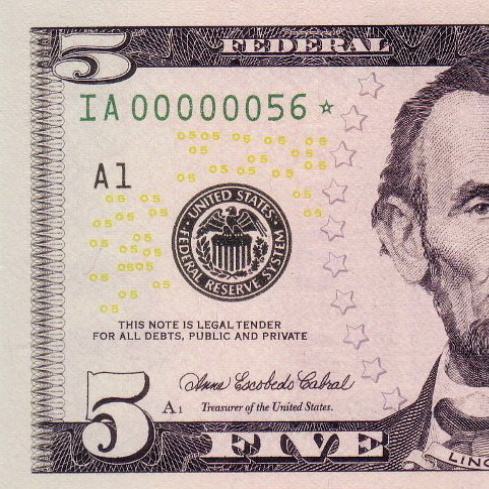 5
FEDERAL
IA 00000056 ★
A1
UNITED STATES
FEDERAL RESERVE SYSTEM
THIS NOTE IS LEGAL TENDER
FOR ALL DEBTS, PUBLIC AND PRIVATE
Anna Escobedo Cabral
A1
Treasurer of the United States.
5
FIVE
LINC